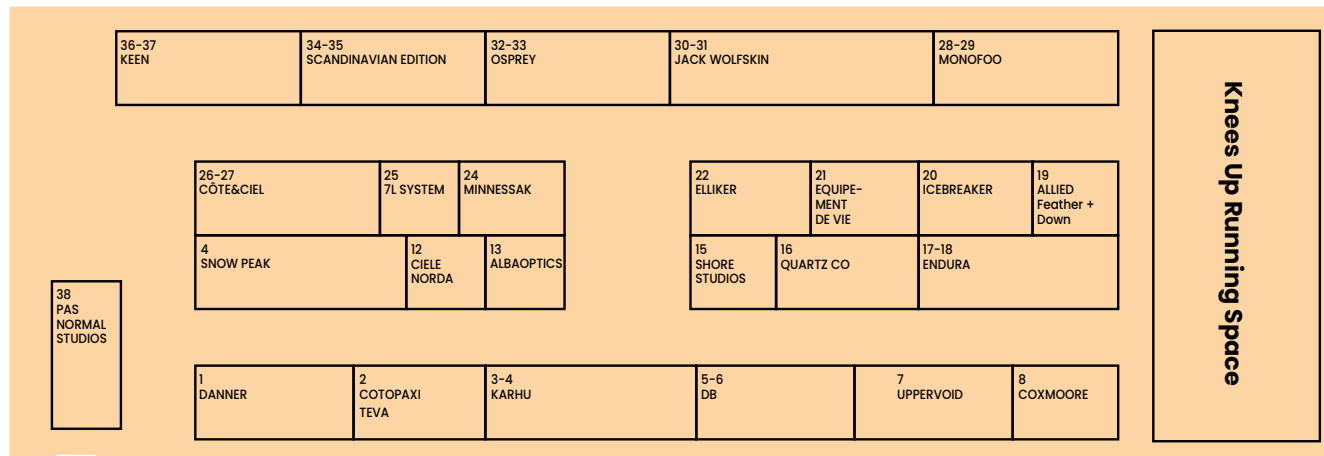 36-37
KEEN
34-35
SCANDINAVIAN EDITION
32-33
OSPREY
30-31
JACK WOLFSKIN
28-29
MONOFOO
Knees Up Running Space
26-27
CÔTE&CIEL
25
7L SYSTEM
24
MINNESSAK
22
ELLIKER
21
EQUIPE-
MENT
DE VIE
20
ICEBREAKER
19
ALLIED
Feather +
Down
4
SNOW PEAK
12
CIELE
NORDA
13
ALBAOPTICS
15
SHORE
STUDIOS
16
QUARTZ CO
17-18
ENDURA
38
PAS
NORMAL
STUDIOS
1
DANNER
2
COTOPAXI
TEVA
3-4
KARHU
5-6
DB
7
UPPERVOID
8
COXMOORE